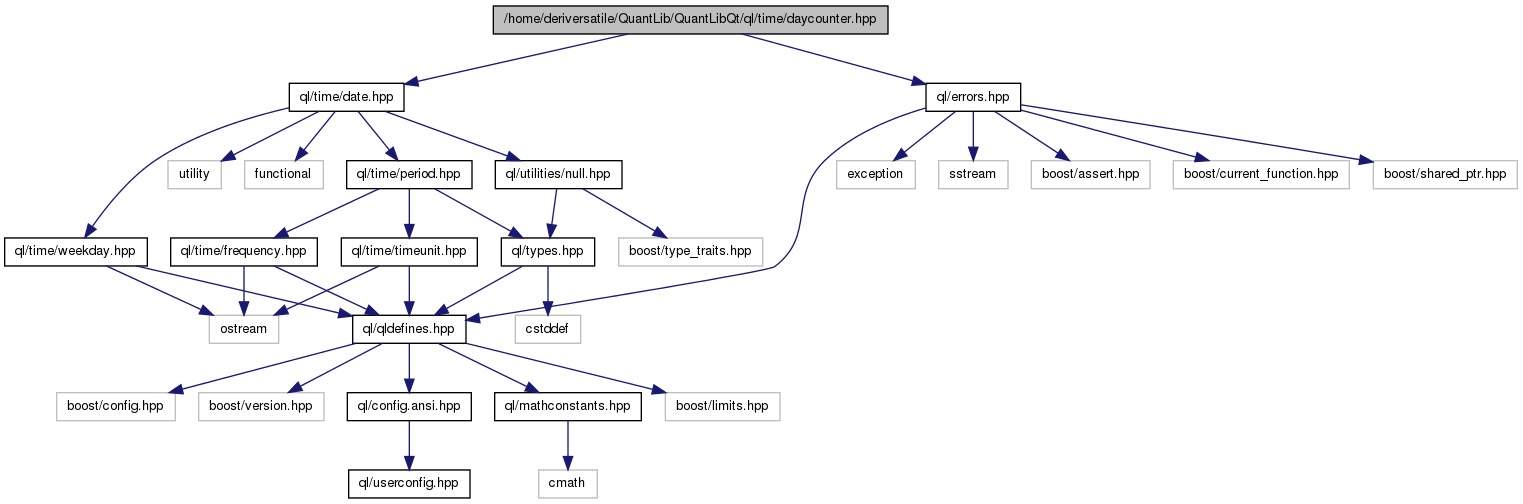 /home/deriversatile/QuantLib/QuantLibQt/ql/time/daycounter.hpp
ql/time/date.hpp
ql/errors.hpp
utility
functional
ql/time/period.hpp
ql/utilities/null.hpp
exception
sstream
boost/assert.hpp
boost/current_function.hpp
boost/shared_ptr.hpp
ql/time/weekday.hpp
ql/time/frequency.hpp
ql/time/timeunit.hpp
ql/types.hpp
boost/type_traits.hpp
ostream
ql/qldefines.hpp
cstddef
boost/config.hpp
boost/version.hpp
ql/config.ansi.hpp
ql/mathconstants.hpp
boost/limits.hpp
ql/userconfig.hpp
cmath